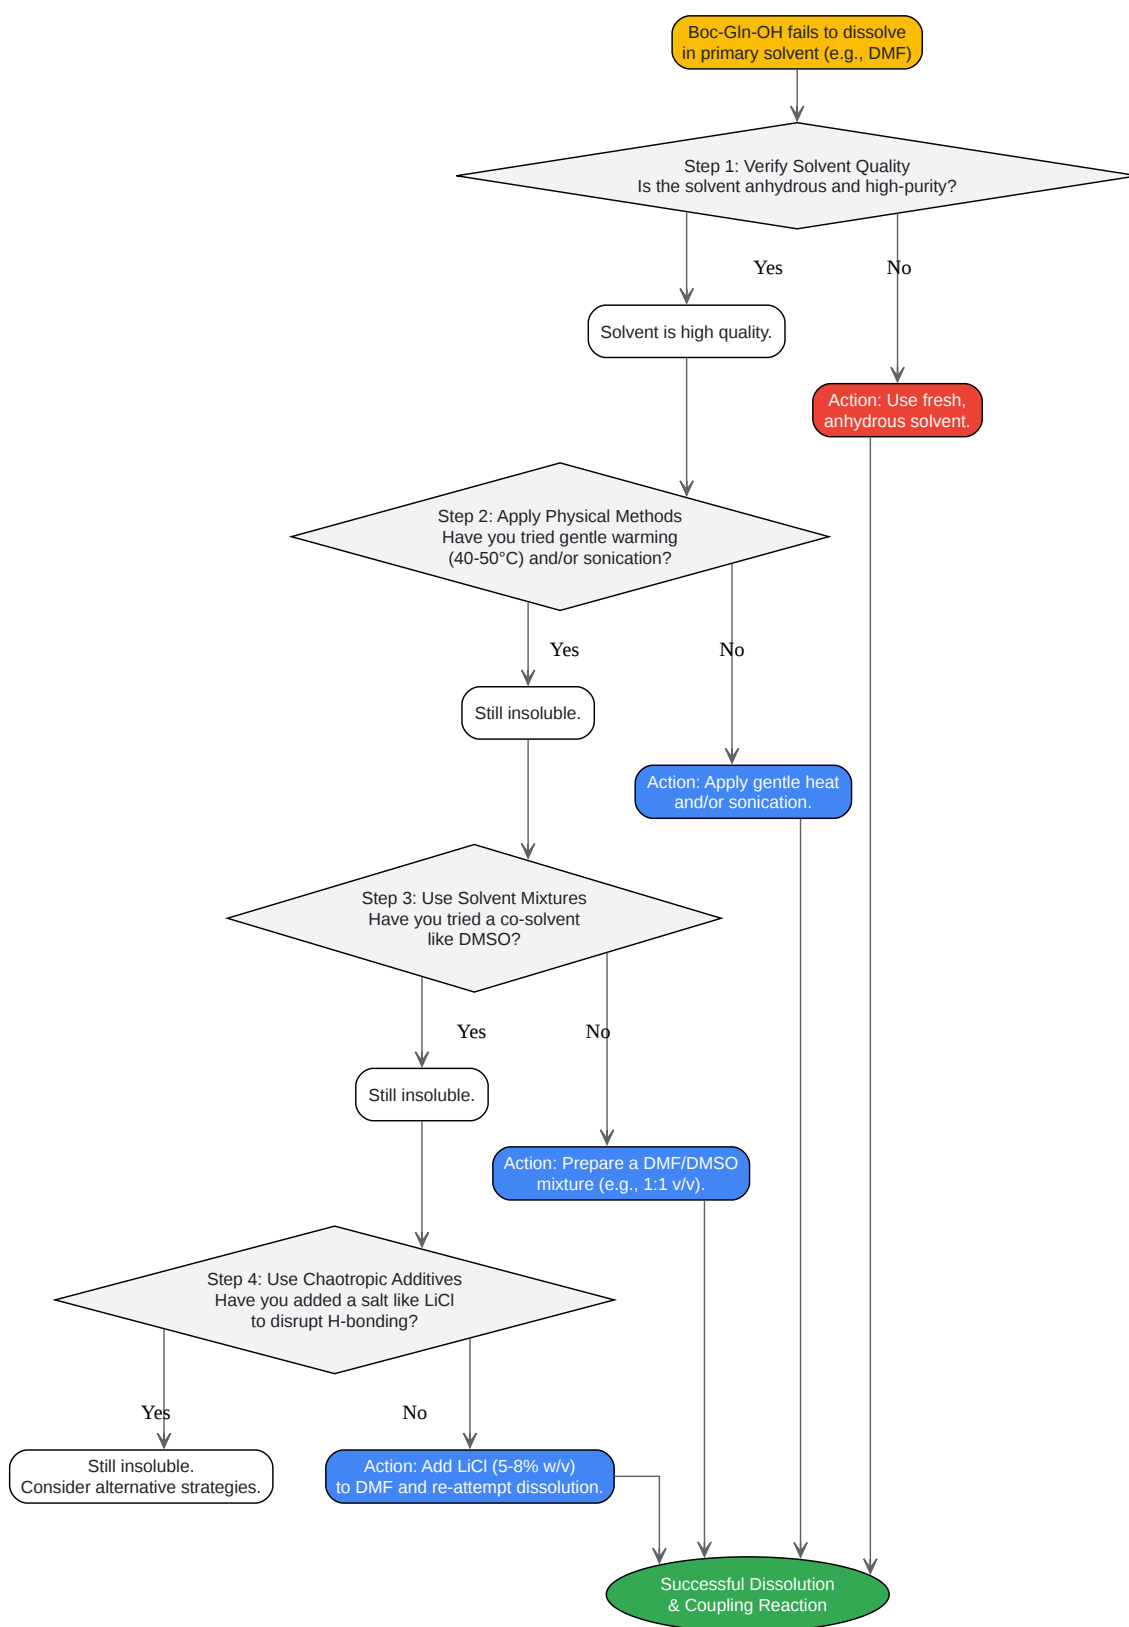 Boc-Gln-OH fails to dissolve
in primary solvent (e.g., DMF)
Step 1: Verify Solvent Quality
Is the solvent anhydrous and high-purity?
Yes
No
Solvent is high quality.
Action: Use fresh,
anhydrous solvent.
Step 2: Apply Physical Methods
Have you tried gentle warming
(40-50°C) and/or sonication?
Yes
No
Still insoluble.
Action: Apply gentle heat
and/or sonication.
Step 3: Use Solvent Mixtures
Have you tried a co-solvent
like DMSO?
Yes
No
Still insoluble.
Action: Prepare a DMF/DMSO
mixture (e.g., 1:1 v/v).
Step 4: Use Chaotropic Additives
Have you added a salt like LiCl
to disrupt H-bonding?
Yes
No
Still insoluble.
Consider alternative strategies.
Action: Add LiCl (5-8% w/v)
to DMF and re-attempt dissolution.
Successful Dissolution
& Coupling Reaction